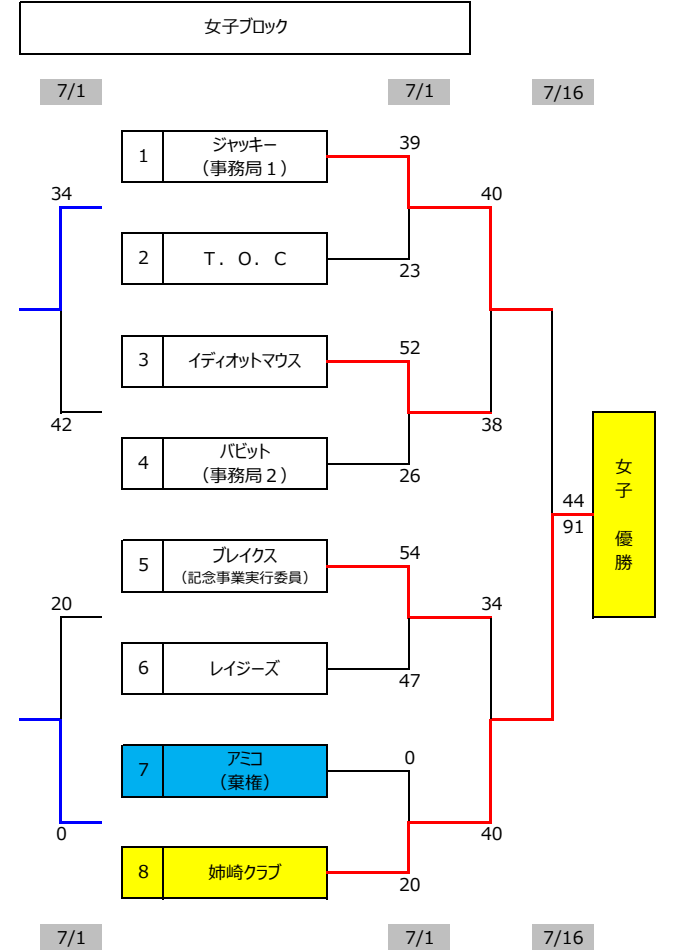 女子ブロック
7/1
7/1
7/16
39
1
ジャッキー
（事務局１）
34
40
2
Ｔ．Ｏ．Ｃ
23
52
3
イディオットマウス
42
38
4
バビット
（事務局２）
26
女子 優勝
44
91
54
5
ブレイクス
（記念事業実行委員）
20
34
6
レイジーズ
47
0
7
アミコ
（棄権）
0
40
8
姉崎クラブ
20
7/1
7/1
7/16